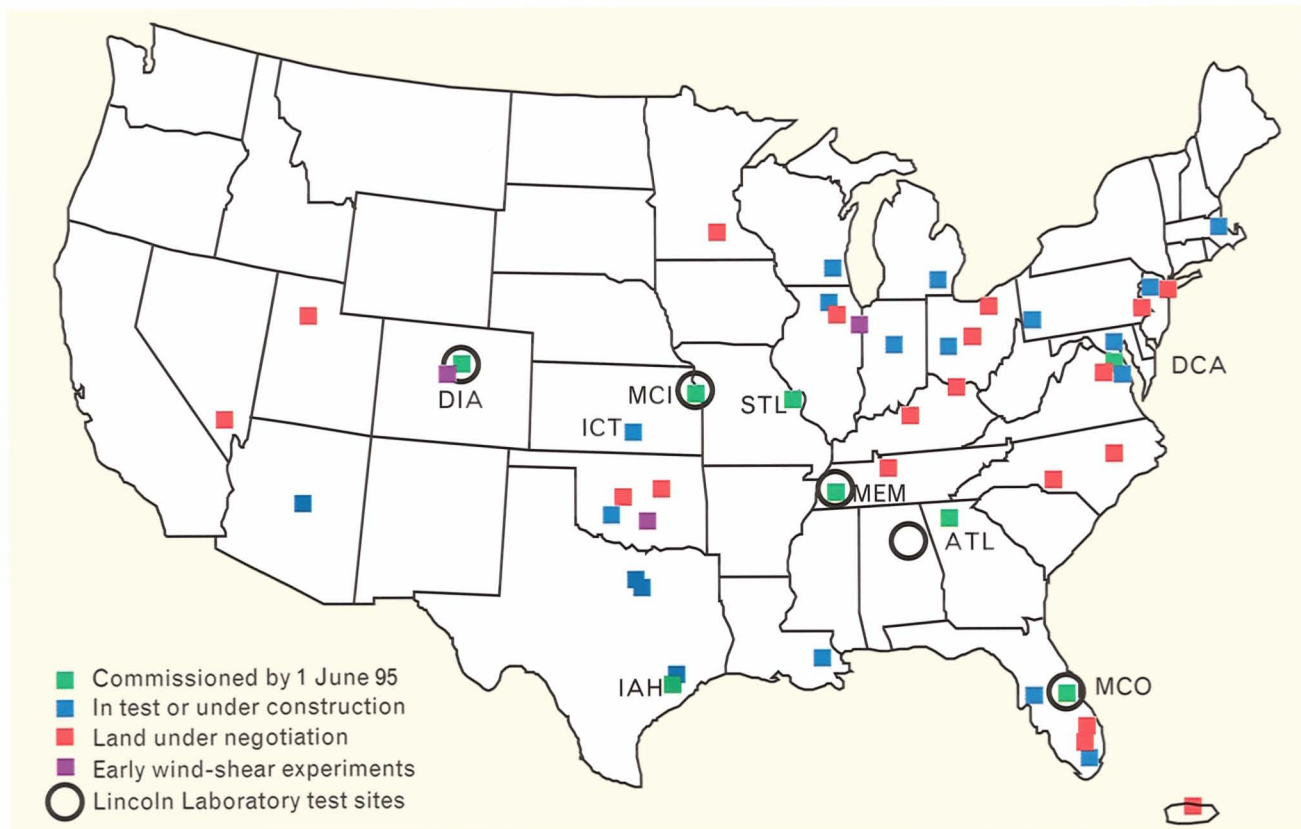 DCA
DIA
MCI
STL
ICT
MEM
ATL
IAH
MCO
Commissioned by 1 June 95
In test or under construction
Land under negotiation
Early wind-shear experiments
Lincoln Laboratory test sites